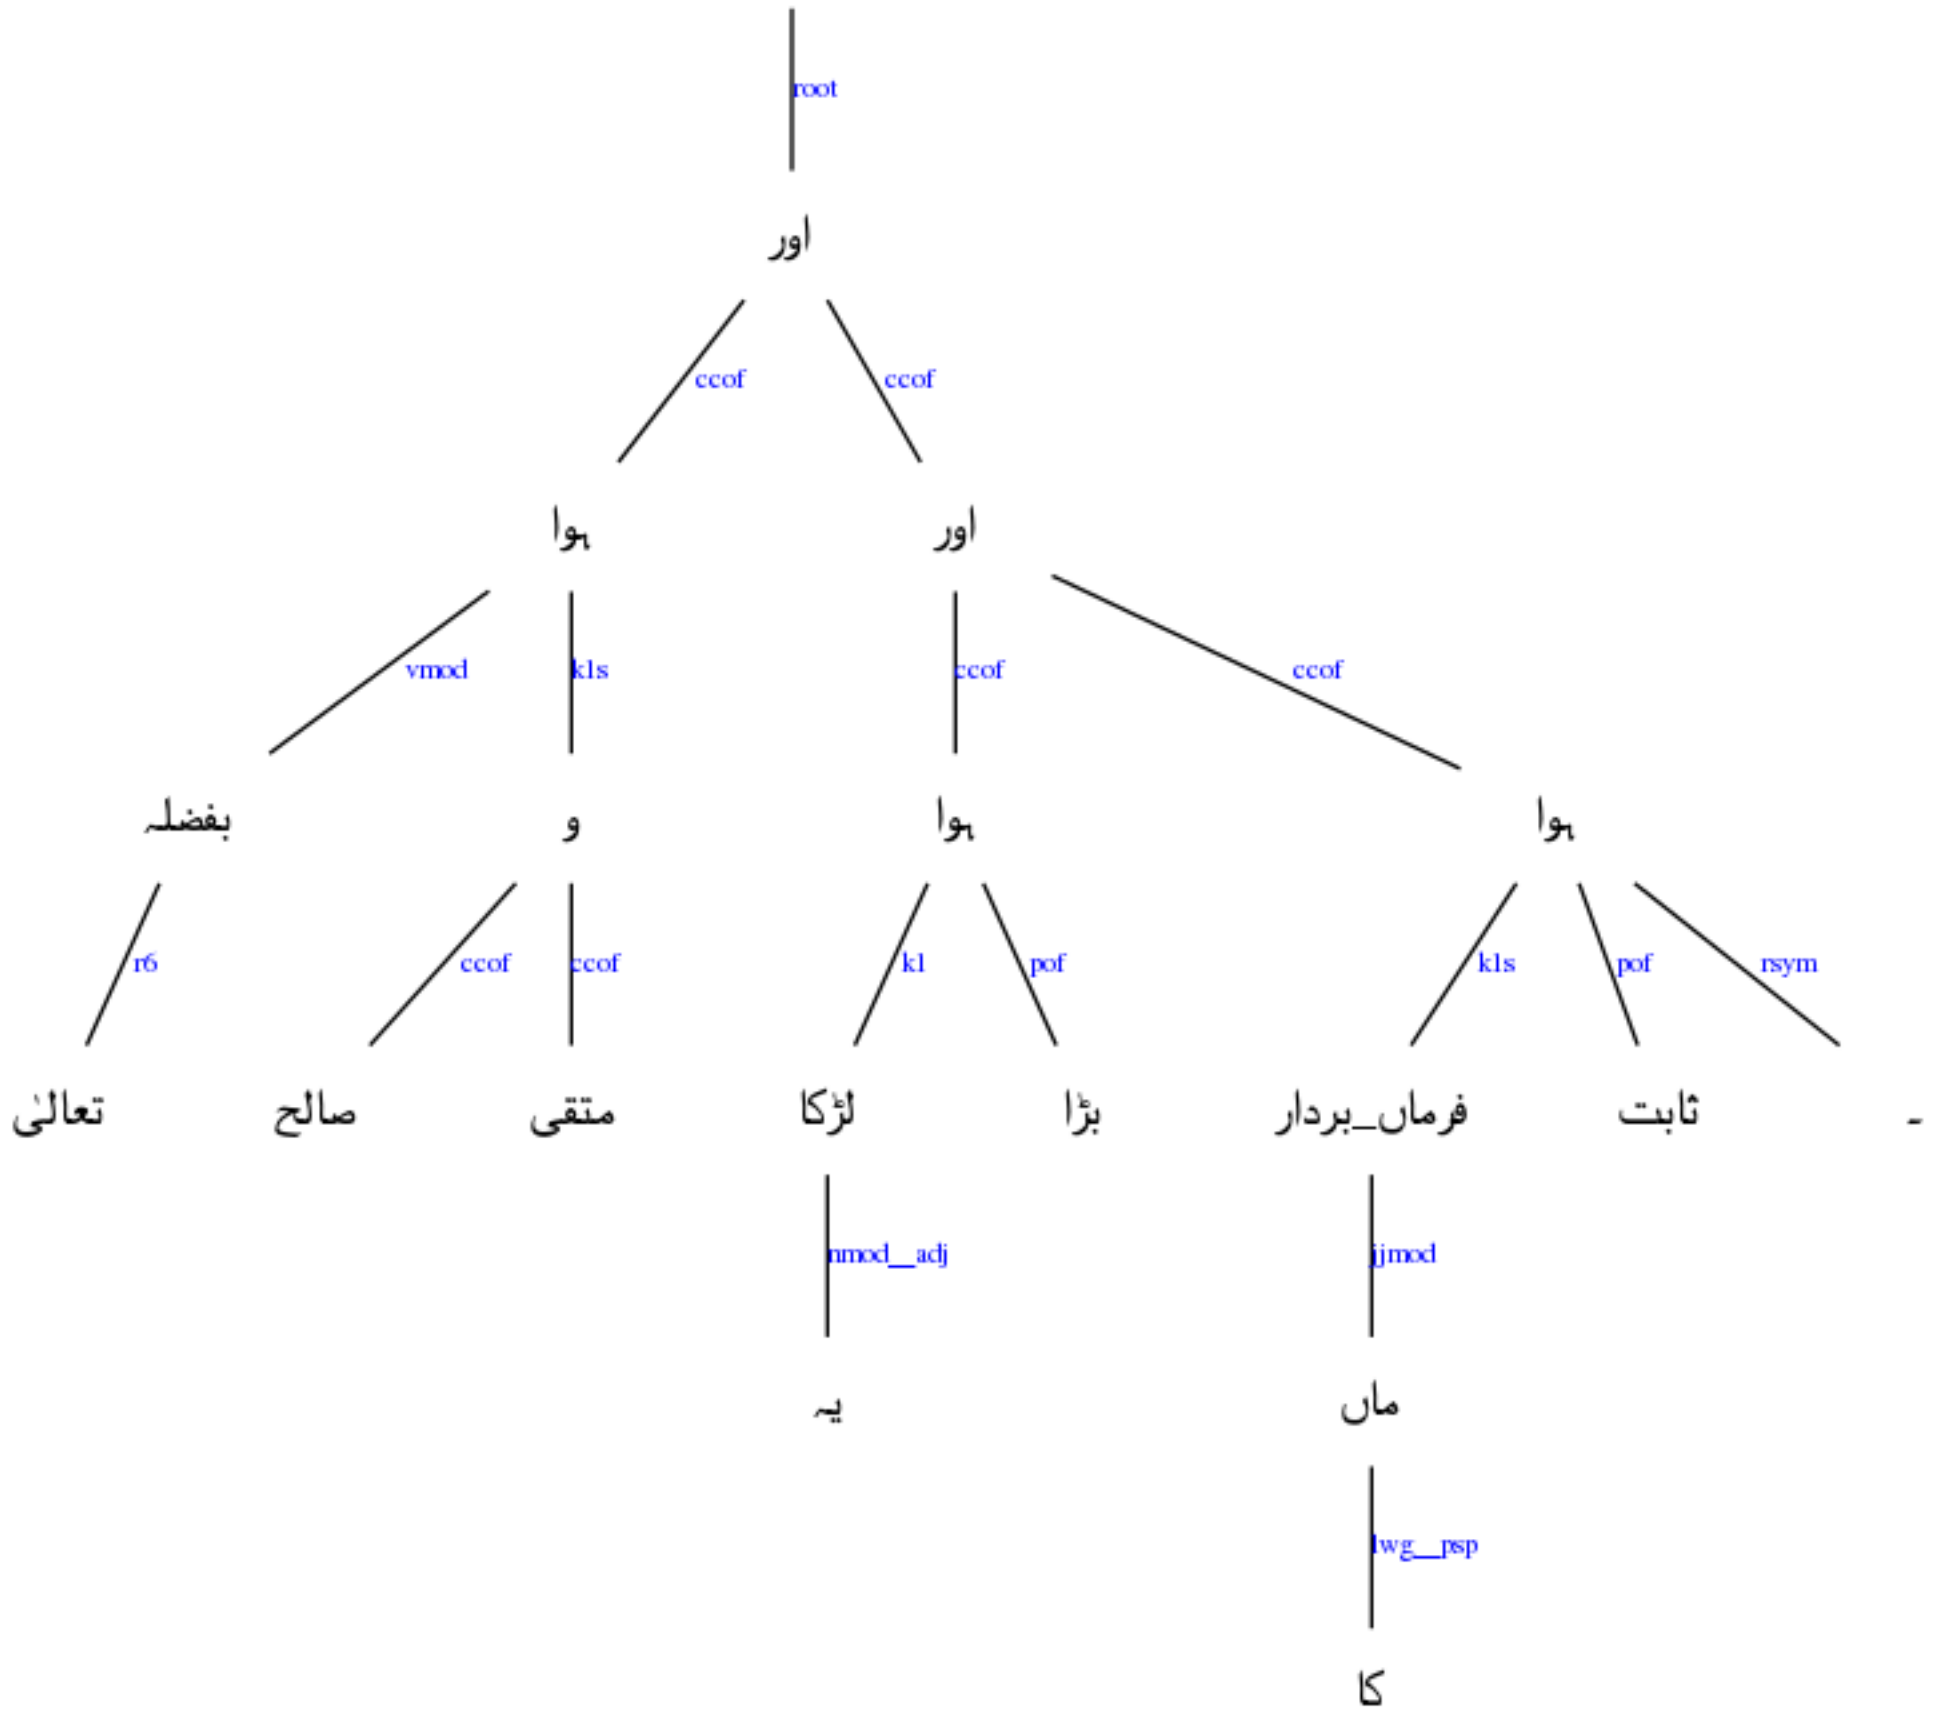 root
اور
ccof ccof
ہوا اور
vmod k1s ccof ccof
بفضلہ و ہوا ہوا
r6 ccof ccof k1 pof k1s pof rsym
تعالیٰ صالح متقی لڑکا بڑا فرماں_بردار ثابت ۔
nmod__adj jjmod
یہ ماں
lwg__psp
کا